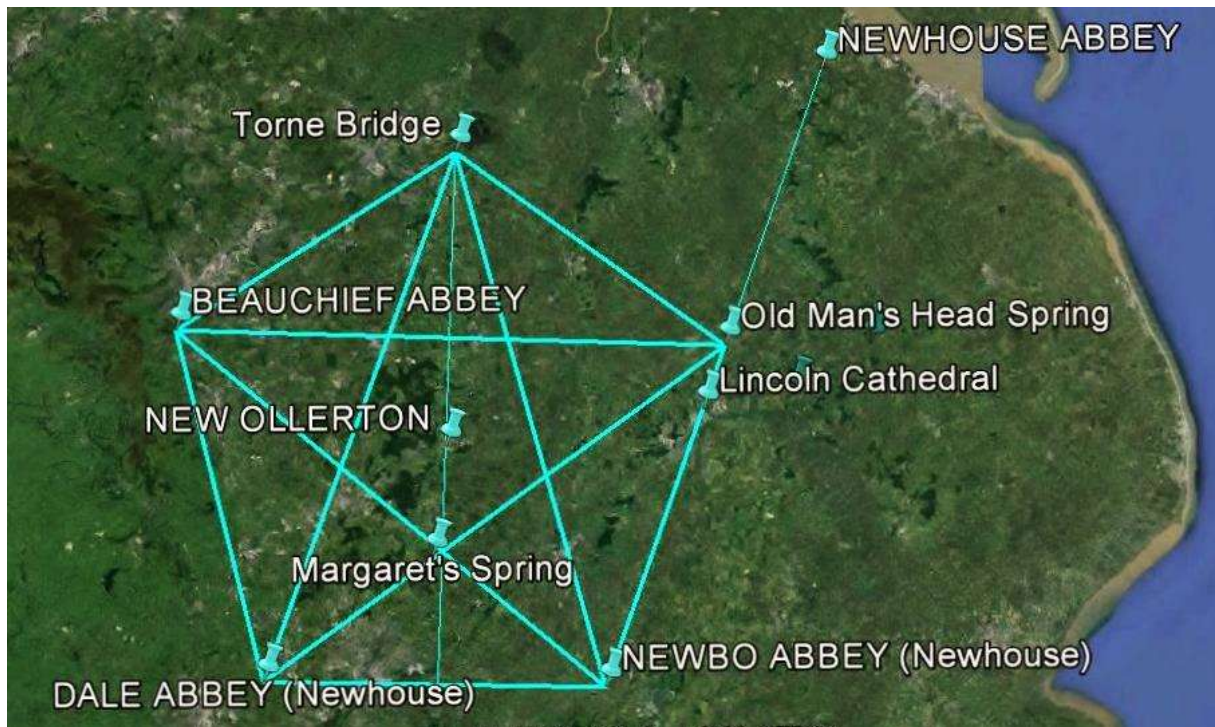 NEWHOUSE ABBEY
Torne Bridge
BEAUCHIEF ABBEY
Old Man's Head Spring
Lincoln Cathedral
NEW OLLERTON
Margaret's Spring
NEWBO ABBEY (Newhouse)
DALE ABBEY (Newhouse)